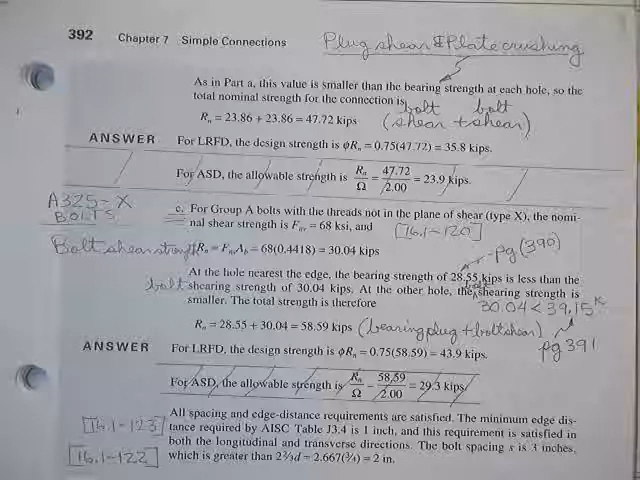 392 Chapter 7 Simple Connections Plug shear & Plate crushing
As in Part a, this value is smaller than the bearing strength at each hole, so the
total nominal strength for the connection is
bolt bolt
Rₙ = 23.86 + 23.86 = 47.72 kips (shear + shear)
ANSWER For LRFD, the design strength is φRₙ = 0.75(47.72) = 35.8 kips.
For ASD, the allowable strength is Rₙ/Ω = 47.72/2.00 = 23.9 kips.
A325-X
BOLTS
c. For Group A bolts with the threads not in the plane of shear (type X), the nomi-
nal shear strength is Fₙᵥ = 68 ksi, and [16.1-120]
Bolt shear strength Rₙ = FₙᵥA_b = 68(0.4418) = 30.04 kips
pg (390)
At the hole nearest the edge, the bearing strength of 28.55 kips is less than the
bolt shearing strength of 30.04 kips. At the other hole, the bolt shearing strength is
smaller. The total strength is therefore 30.04 < 39.15 K
Rₙ = 28.55 + 30.04 = 58.59 kips (bearing plug + bolt shear)
pg 391
ANSWER For LRFD, the design strength is φRₙ = 0.75(58.59) = 43.9 kips.
For ASD, the allowable strength is Rₙ/Ω – 58.59/2.00 = 29.3 kips
All spacing and edge-distance requirements are satisfied. The minimum edge dis-
[16.1-123] tance required by AISC Table J3.4 is 1 inch, and this requirement is satisfied in
both the longitudinal and transverse directions. The bolt spacing s is 3 inches,
[16.1-122] which is greater than 2⅔d = 2.667(¾) = 2 in.